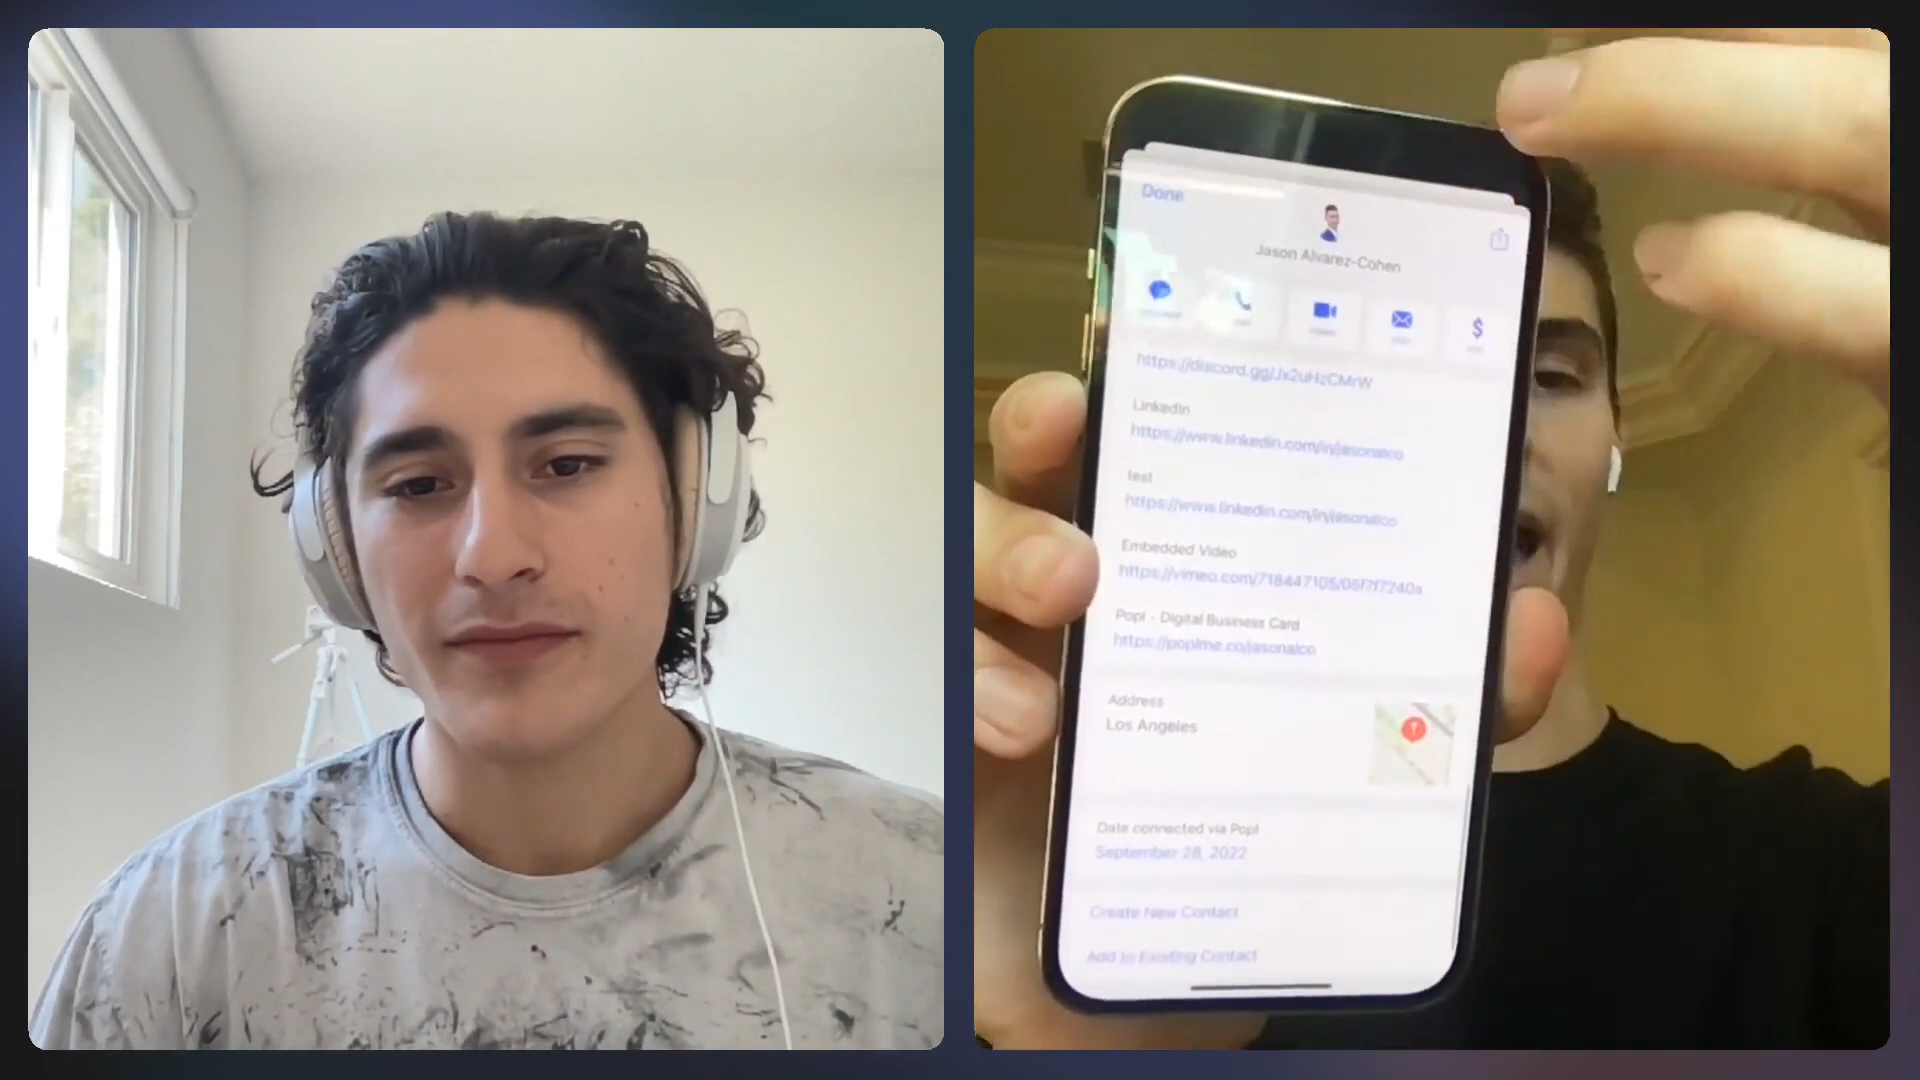 Done
Jason Alvarez-Cohen
$
https://discord.gg/Jx2uHzCMrW
LinkedIn
https://www.linkedin.com/in/jasonalco
test
https://www.linkedin.com/in/jasonalco
Embedded Video
https://vimeo.com/718447105/05f7f7240a
Popl - Digital Business Card
https://poplme.co/jasonalco
Address
Los Angeles
Date connected via Popl
September 28, 2022
Create New Contact
Add to Existing Contact